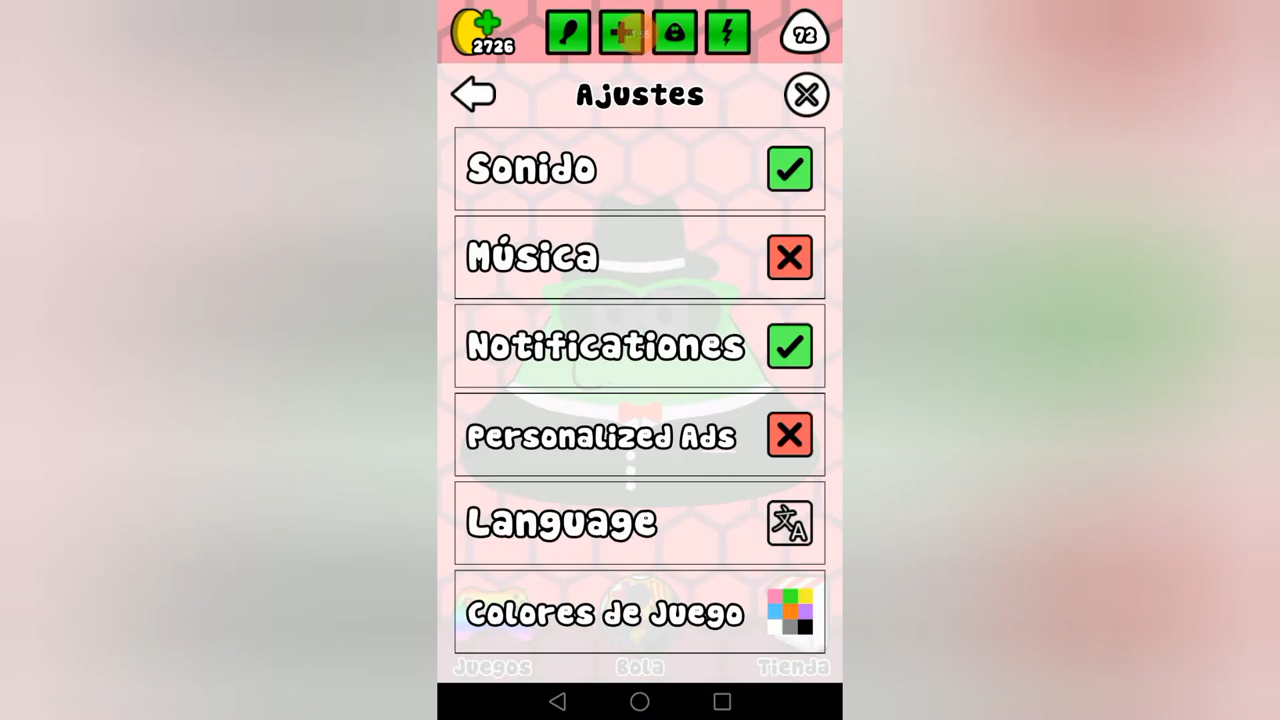 2726
72
Ajustes
Sonido
Música
Notificationes
Personalized Ads
Language
Colores de Juego
Juegos Bola Tienda